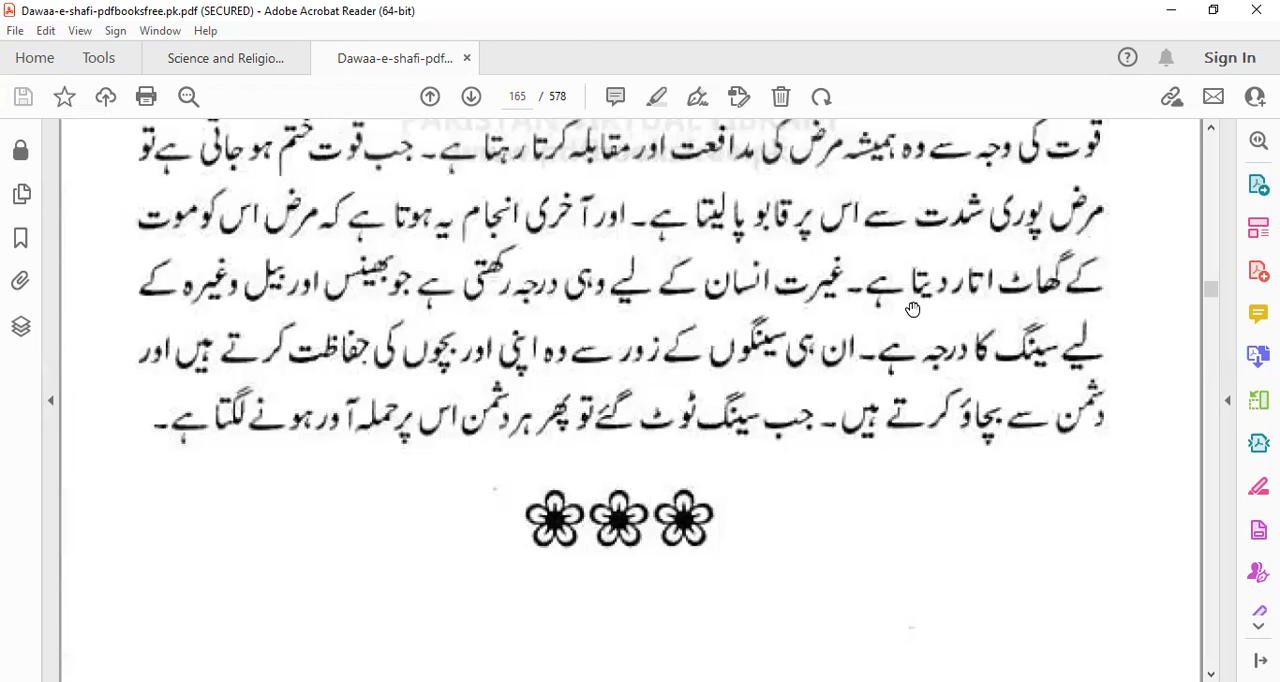 Dawaa-e-shafi-pdfbooksfree.pk.pdf (SECURED) - Adobe Acrobat Reader (64-bit)
File Edit View Sign Window Help
Home Tools Science and Religio... Dawaa-e-shafi-pdf... × Sign In
165 / 578
PAKISTAN VIRTUAL LIBRARY
قوت کی وجہ سے وہ ہمیشہ مرض کی مدافعت اور مقابلہ کرتا رہتا ہے۔ جب قوت ختم ہو جاتی ہے تو
مرض پوری شدت سے اس پر قابو پا لیتا ہے۔ اور آخری انجام یہ ہوتا ہے کہ مرض اس کو موت
کے گھاٹ اتار دیتا ہے۔ غیرت انسان کے لیے وہی درجہ رکھتی ہے جو بھینس اور بیل وغیرہ کے
لیے سینگ کا درجہ ہے۔ ان ہی سینگوں کے زور سے وہ اپنی اور بچوں کی حفاظت کرتے ہیں اور
دشمن سے بچاؤ کرتے ہیں۔ جب سینگ ٹوٹ گئے تو پھر ہر دشمن اس پر حملہ آور ہونے لگتا ہے۔